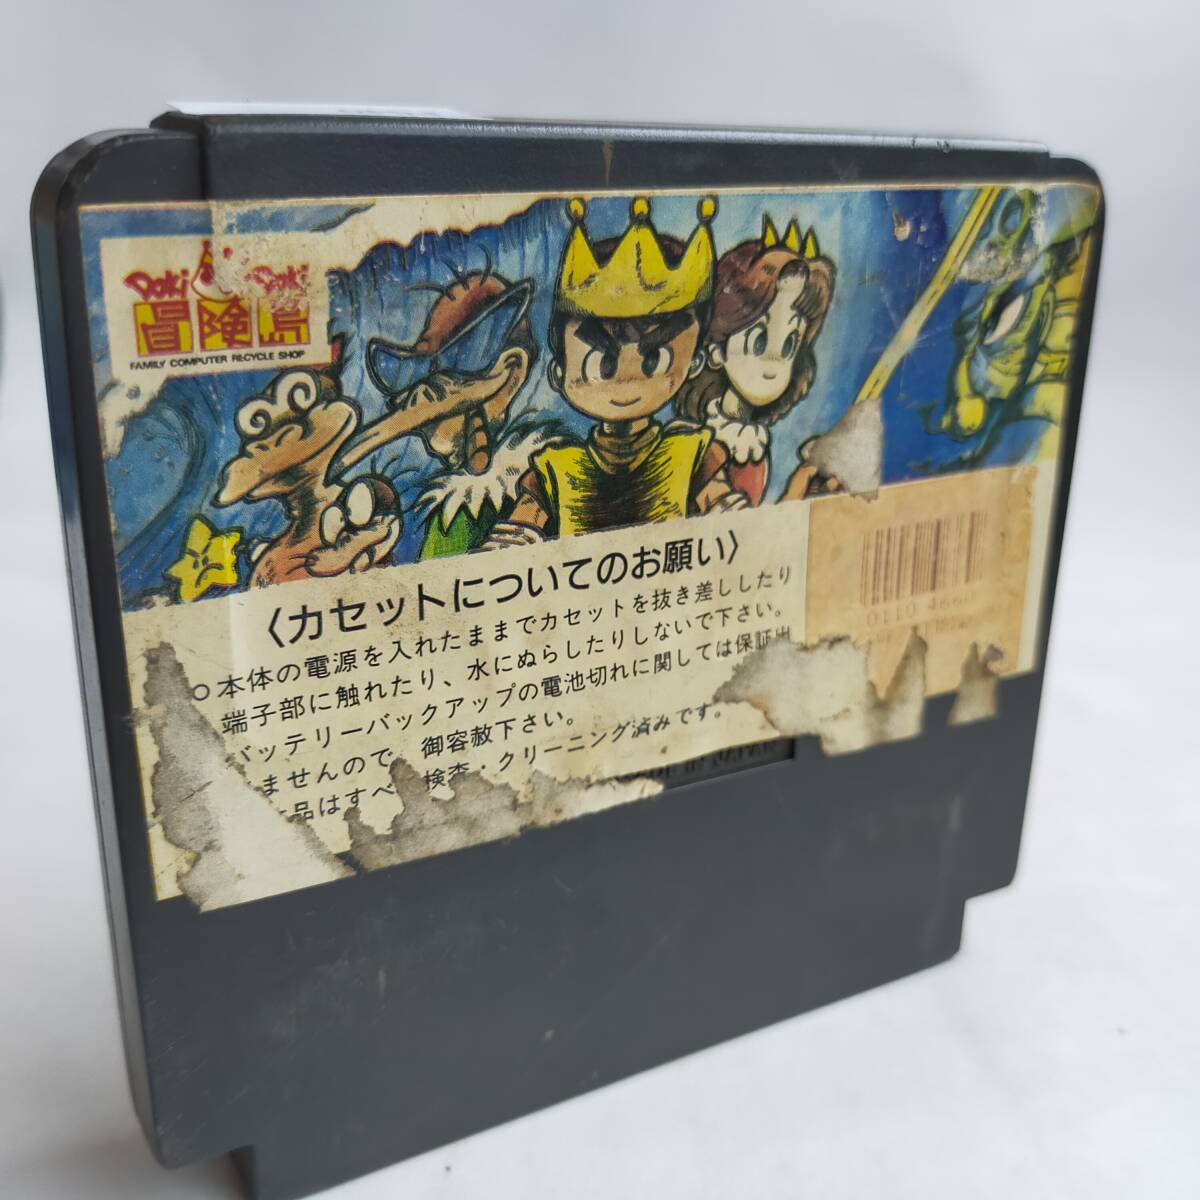 Doki Doki
冒険島
FAMILY COMPUTER RECYCLE SHOP
〈カセットについてのお願い〉
○本体の電源を入れたままでカセットを抜き差ししたり
端子部に触れたり、水にぬらしたりしないで下さい。
バッテリーバックアップの電池切れに関しては保証出
ませんので 御容赦下さい。
品はすべ 検査・クリーニング済みです。
0110